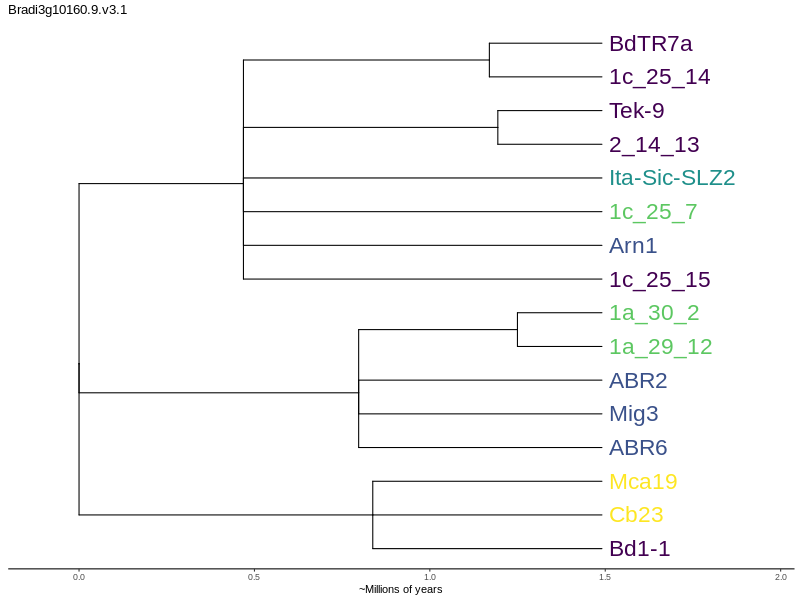 Bradi3g10160.9.v3.1
BdTR7a
1c_25_14
Tek-9
2_14_13
Ita-Sic-SLZ2
1c_25_7
Arn1
1c_25_15
1a_30_2
1a_29_12
ABR2
Mig3
ABR6
Mca19
Cb23
Bd1-1
0.0 0.5 1.0 1.5 2.0
~Millions of years